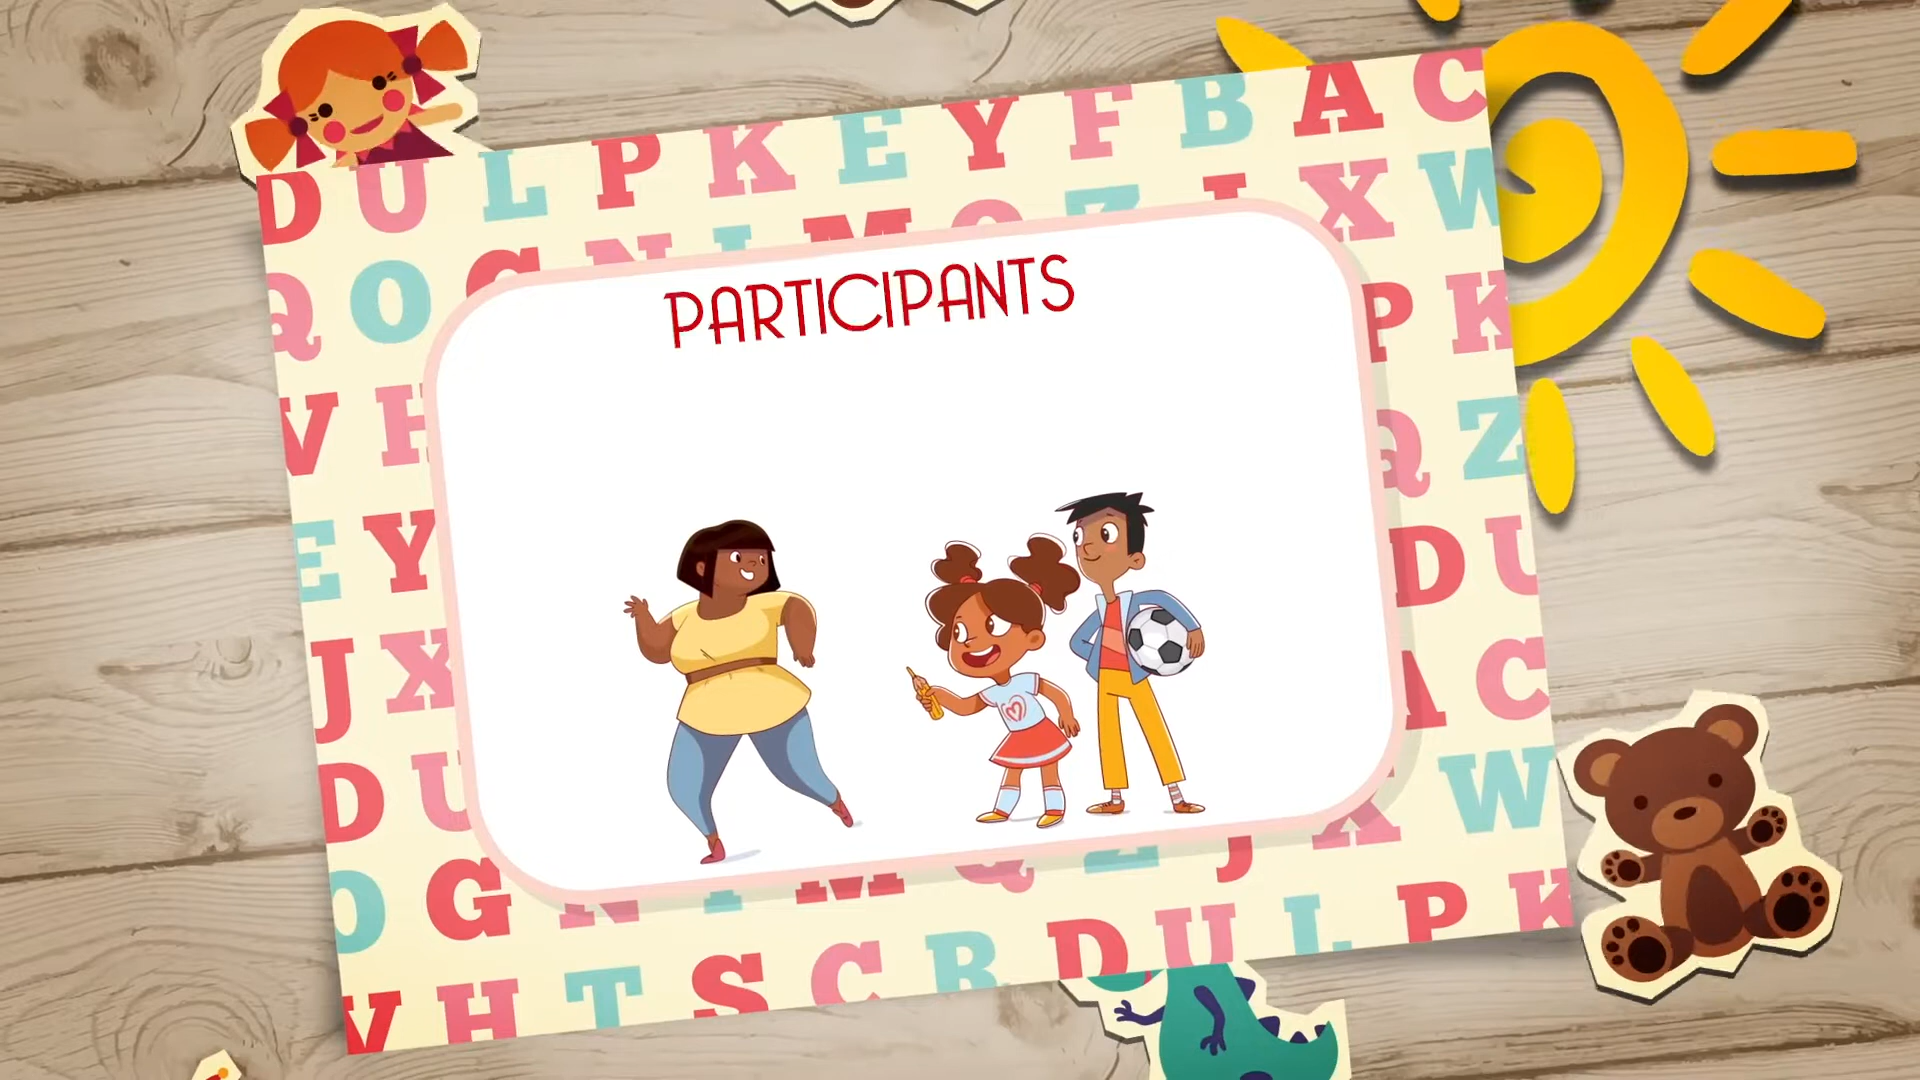 D U L P K E Y F B A C
G N I M Q Z J X W
Q O P K
V H Q Z
E Y D U
J X A C
D U X W
O G N I M Q Z J P K
V H T S C B D U L
PARTICIPANTS